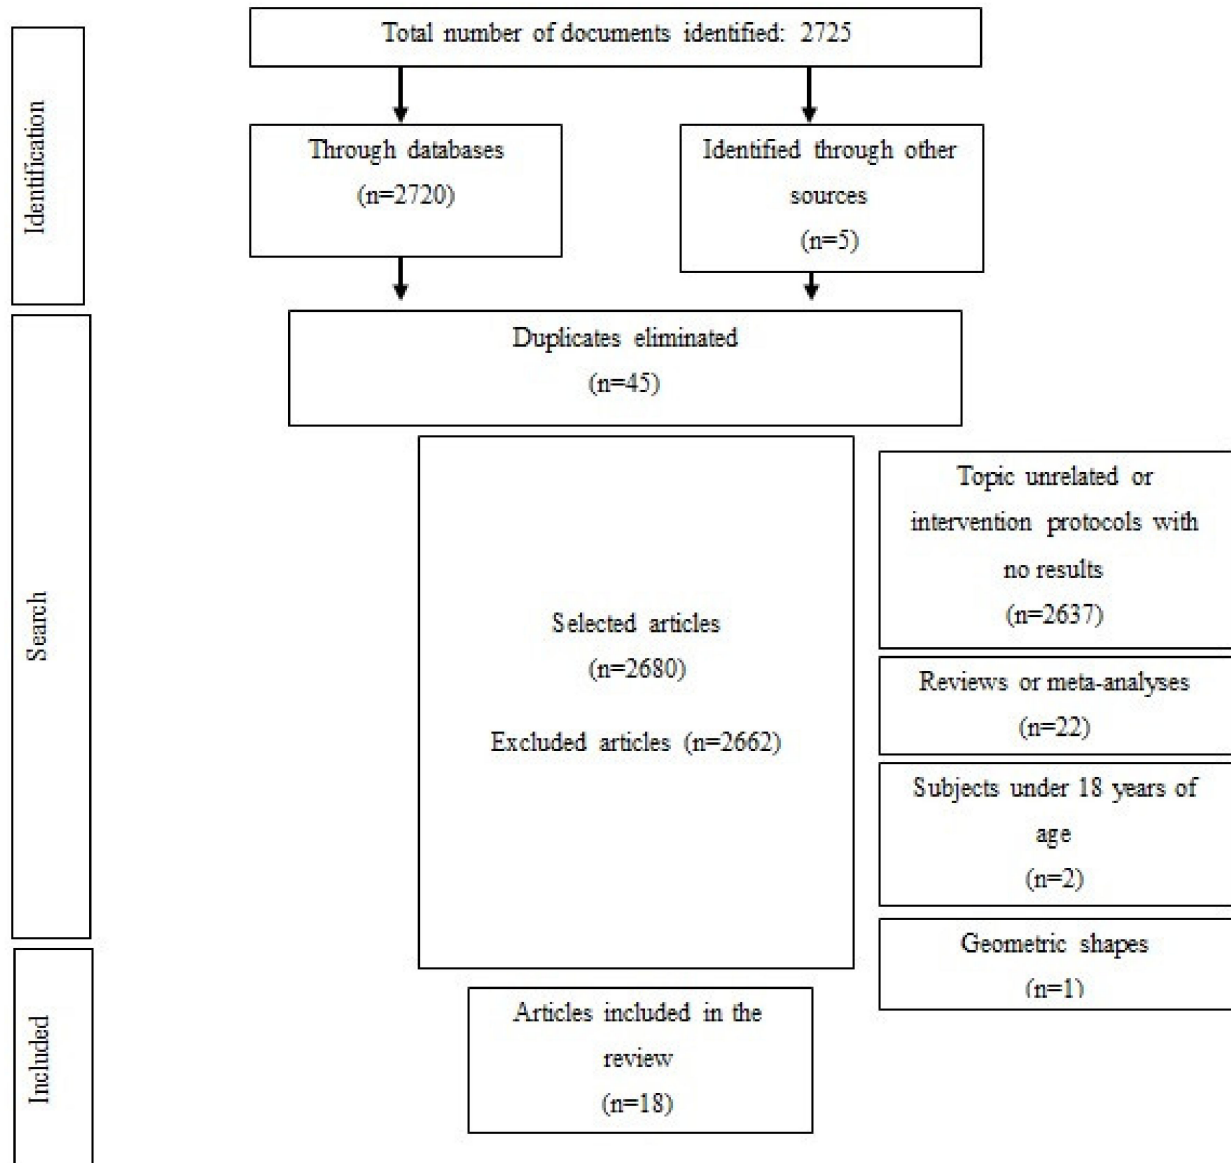 Identification
Total number of documents identified: 2725
Through databases
(n=2720)
Identified through other
sources
(n=5)
Search
Duplicates eliminated
(n=45)
Selected articles
(n=2680)
Excluded articles (n=2662)
Topic unrelated or
intervention protocols with
no results
(n=2637)
Reviews or meta-analyses
(n=22)
Subjects under 18 years of
age
(n=2)
Geometric shapes
(n=1)
Included
Articles included in the
review
(n=18)